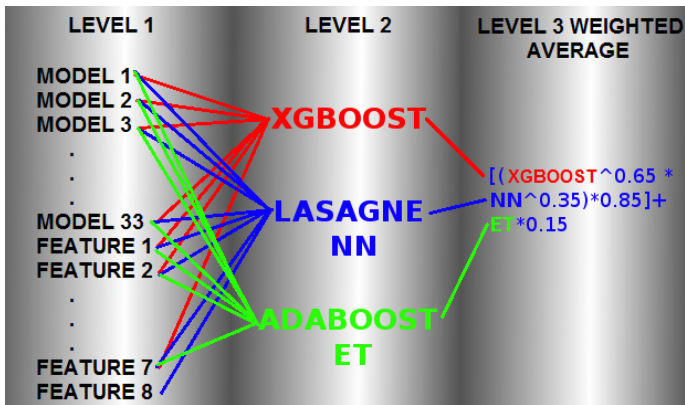 LEVEL 1
MODEL 1
MODEL 2
MODEL 3
.
.
.
MODEL 33
FEATURE 1
FEATURE 2
.
.
.
FEATURE 7
FEATURE 8
LEVEL 2
XGBOOST
LASAGNE
NN
ADABOOST
ET
LEVEL 3 WEIGHTED
AVERAGE
[(XGBOOST^0.65 *
NN^0.35)*0.85]+
ET*0.15